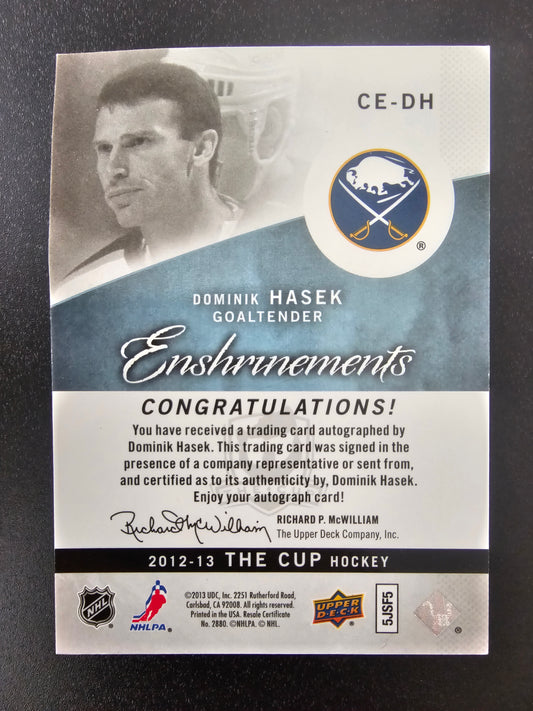 CE-DH
®
DOMINIK HASEK
GOALTENDER
Enshrinements
CONGRATULATIONS!
You have received a trading card autographed by
Dominik Hasek. This trading card was signed in the
presence of a company representative or sent from,
and certified as to its authenticity by, Dominik Hasek.
Enjoy your autograph card!
Richard McWilliam
RICHARD P. McWILLIAM
The Upper Deck Company, Inc.
2012-13 THE CUP HOCKEY
NHL
NHLPA.
©2013 UDC, Inc. 2251 Rutherford Road,
Carlsbad, CA 92008. All rights reserved.
Printed in the USA. Resale Certificate
No. 2880. ©NHLPA. © NHL.
UPPER
DECK
5JSF5
®